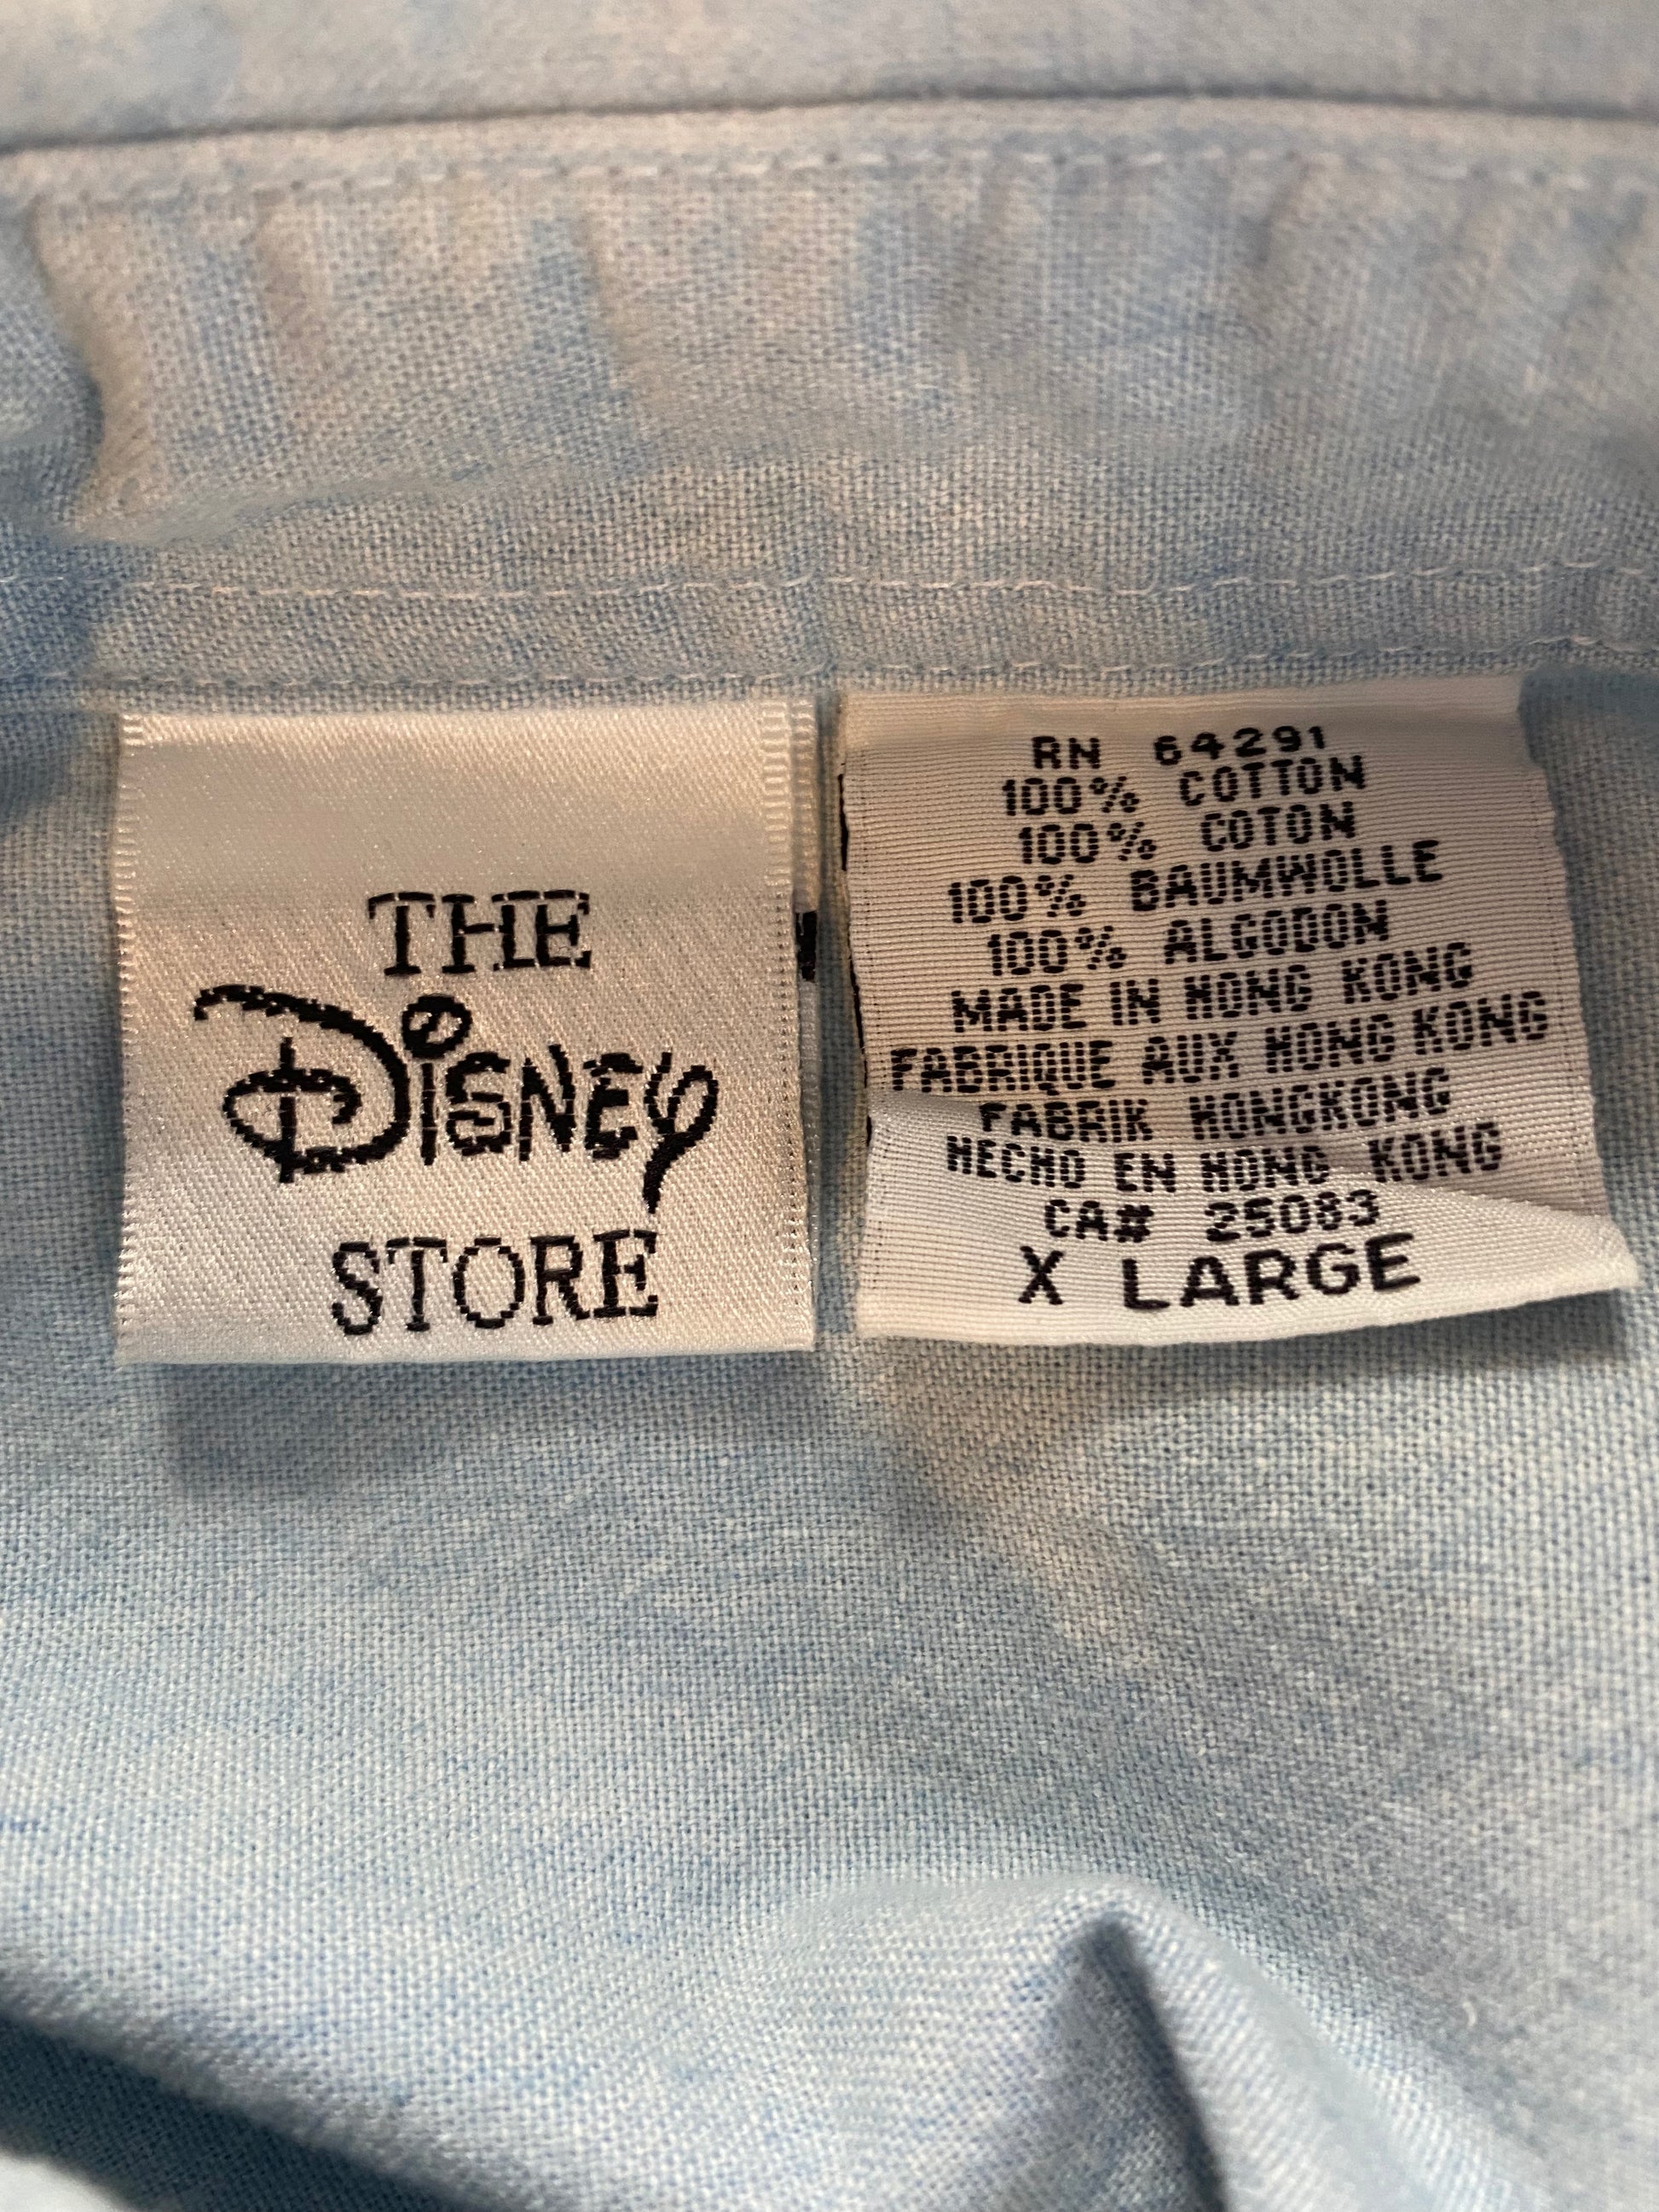 THE
Disney
STORE
RN 64291
100% COTTON
100% COTON
100% BAUMWOLLE
100% ALGODON
MADE IN HONG KONG
FABRIQUE AUX HONG KONG
FABRIK HONGKONG
HECHO EN HONG KONG
CA# 25083
X LARGE